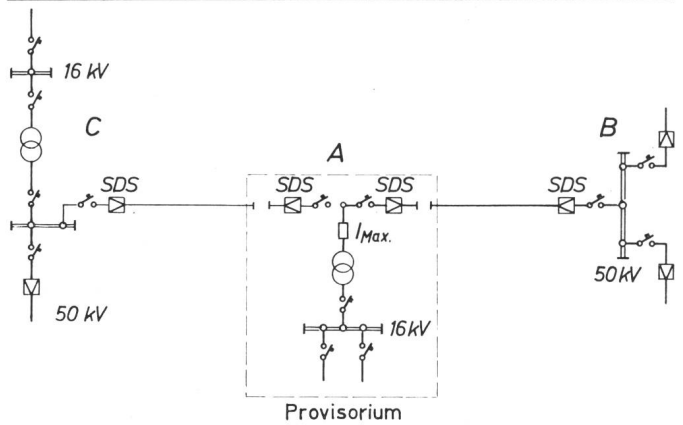 16 kV
C
A
B
SDS
SDS
SDS
SDS
I Max.
50 kV
50 kV
16 kV
Provisorium